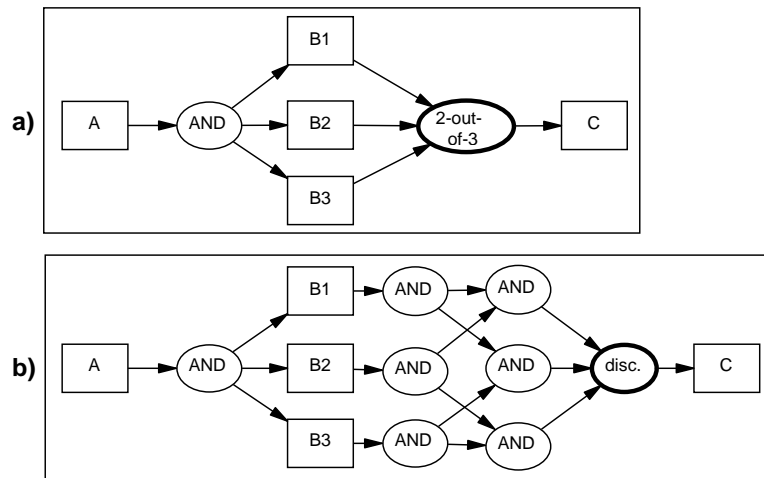 a)
A
AND
B1
B2
B3
2-out-
of-3
C
b)
A
AND
B1
B2
B3
AND
AND
AND
AND
AND
AND
disc.
C